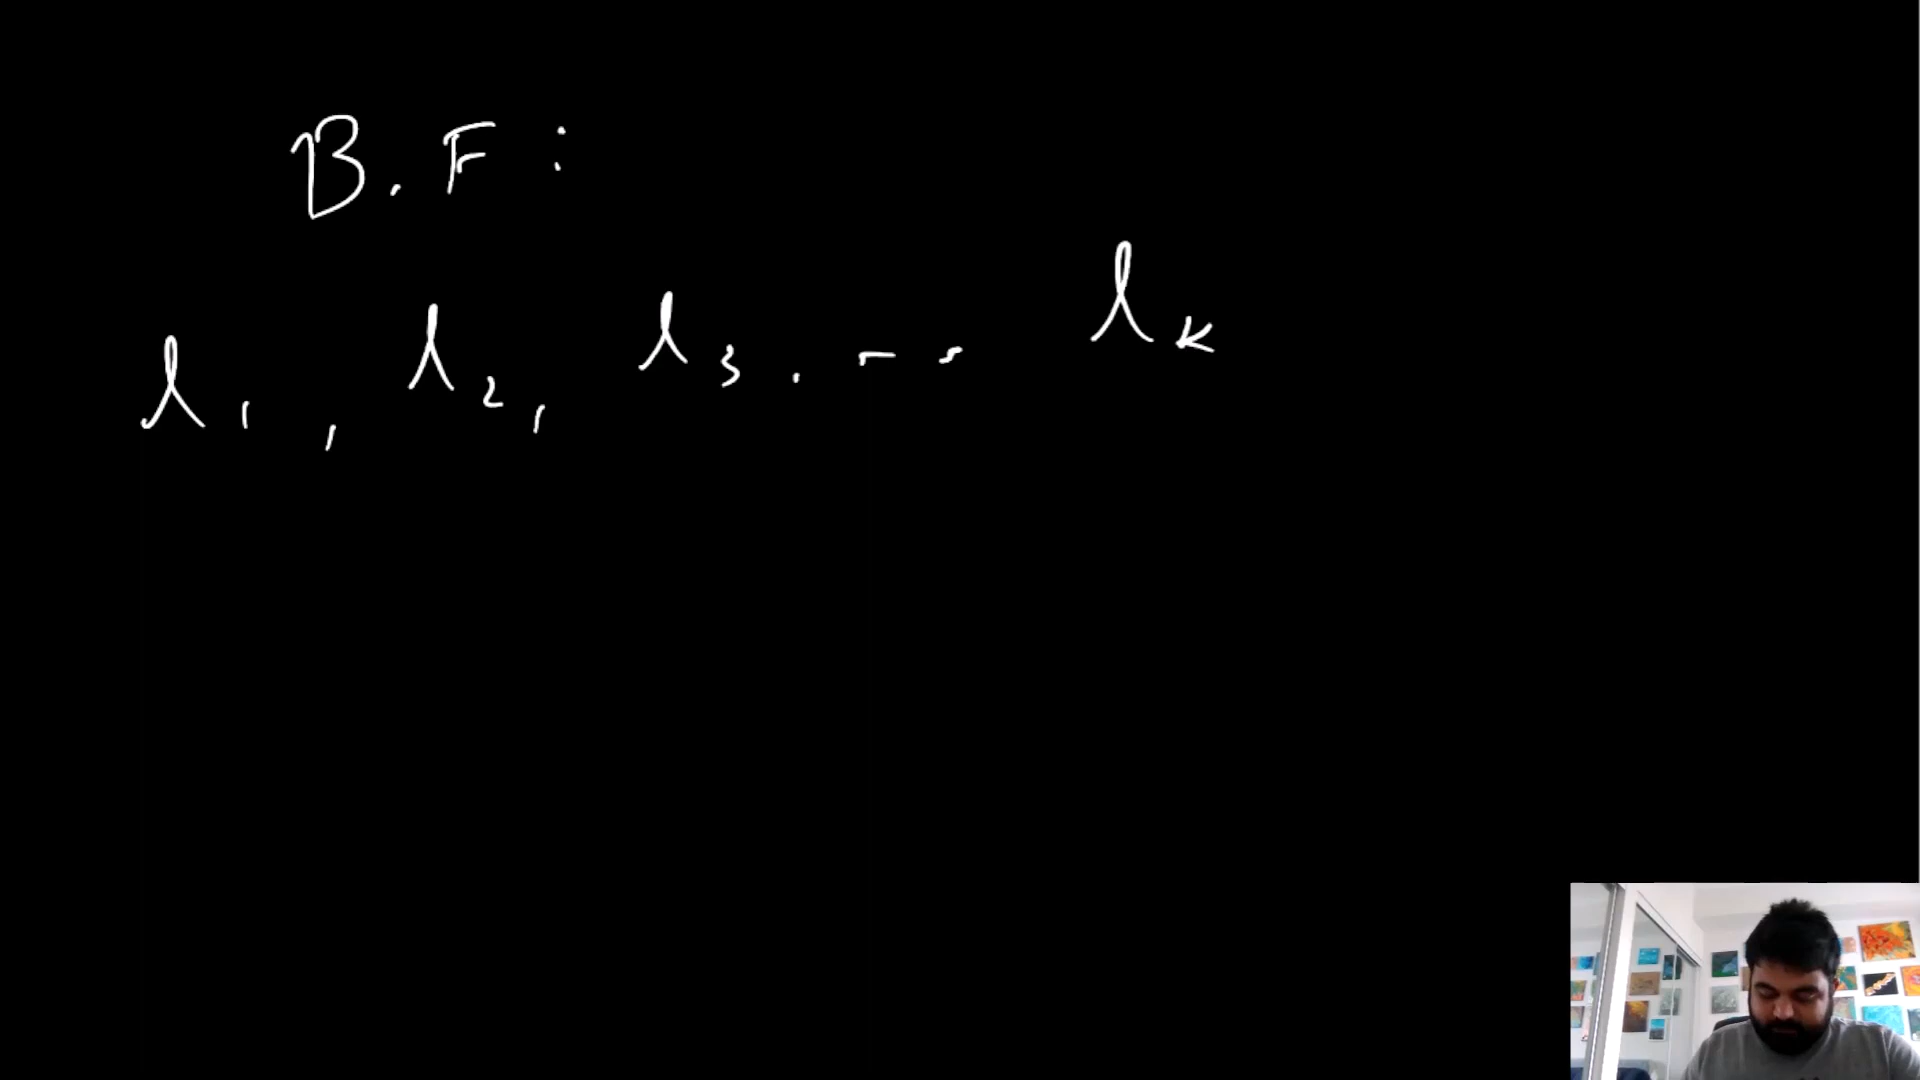 B.F:
l₁, l₂, l₃. - - lₖ